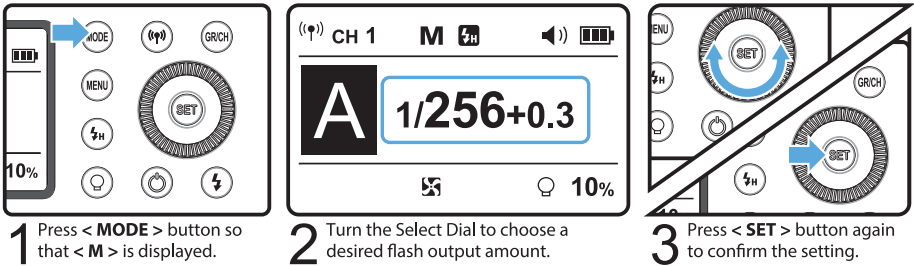 MODE
GR/CH
MENU
SET
H
10%
CH 1 M H
A 1/256+0.3
10%
ENU
SET
H
GR/CH
SET
H
1 Press < MODE > button so
that < M > is displayed.
2 Turn the Select Dial to choose a
desired flash output amount.
3 Press < SET > button again
to confirm the setting.